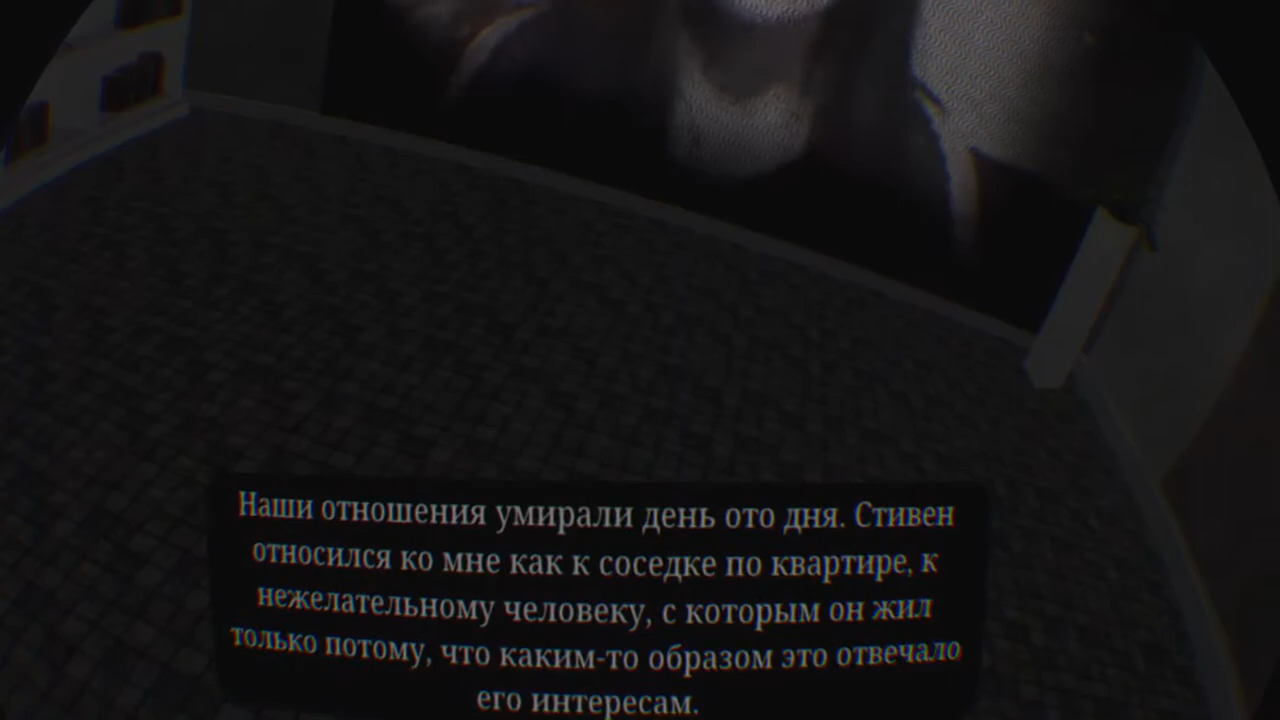 Наши отношения умирали день ото дня. Стивен
относился ко мне как к соседке по квартире, к
нежелательному человеку, с которым он жил
только потому, что каким-то образом это отвечало
его интересам.